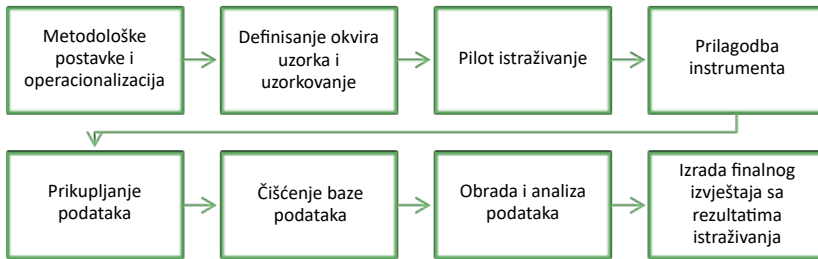 Metodološke
postavke i
operacionalizacija
Definisanje okvira
uzorka i
uzorkovanje
Pilot istraživanje
Prilagodba
instrumenta
Prikupljanje
podataka
Čišćenje baze
podataka
Obrada i analiza
podataka
Izrada finalnog
izvještaja sa
rezultatima
istraživanja